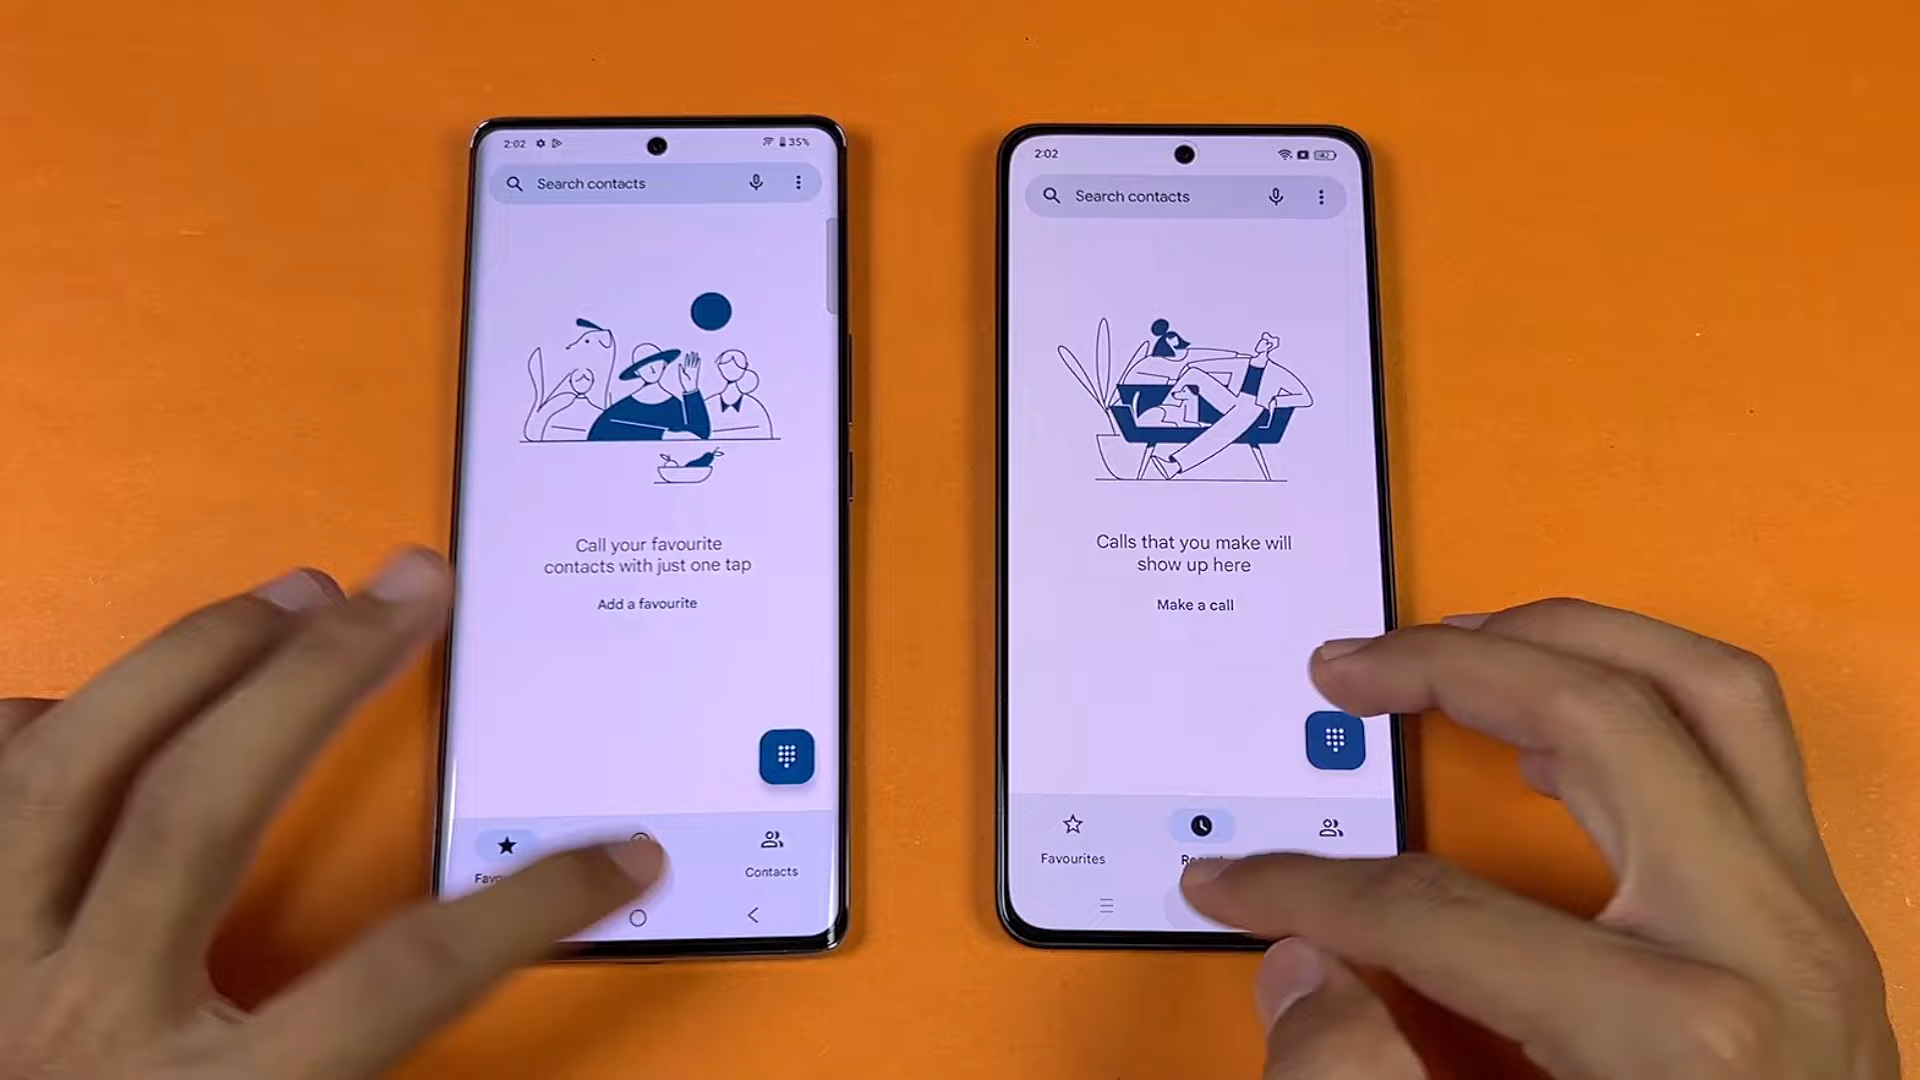 2:02
35%
Search contacts
Call your favourite
contacts with just one tap
Add a favourite
Contacts
2:02
Search contacts
Calls that you make will
show up here
Make a call
Favourites